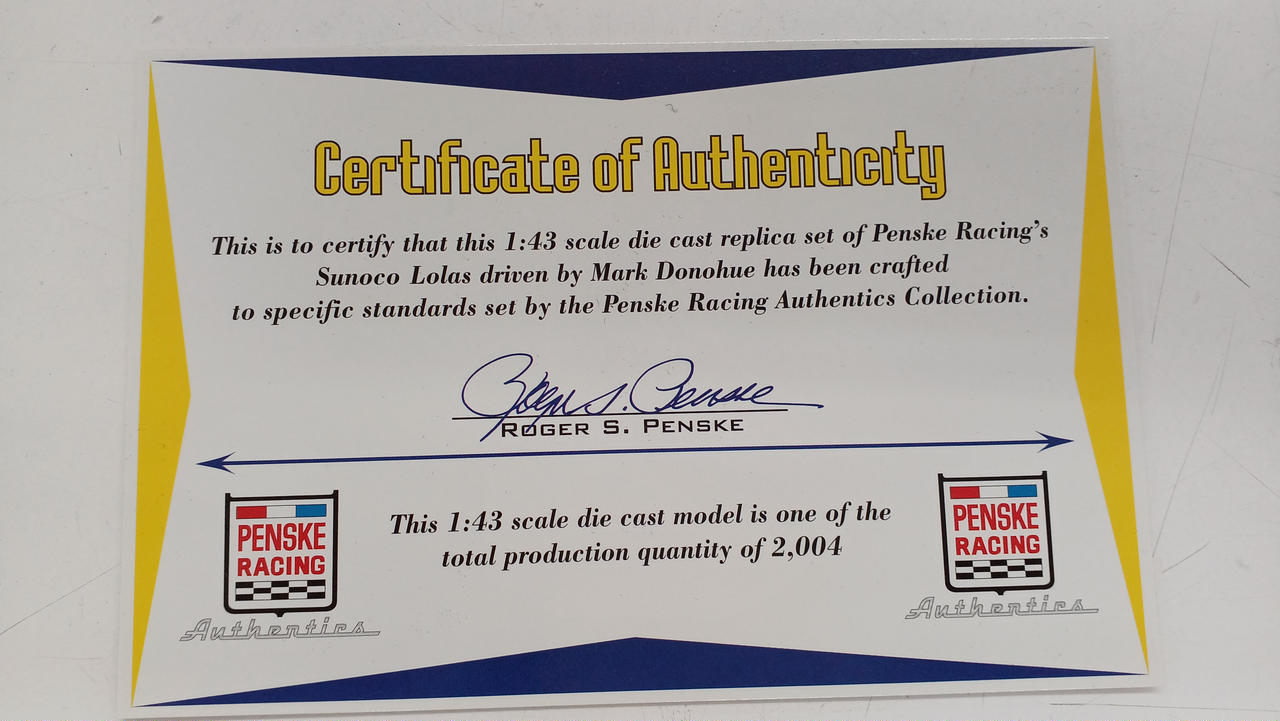 Certificate of Authenticity
This is to certify that this 1:43 scale die cast replica set of Penske Racing's
Sunoco Lolas driven by Mark Donohue has been crafted
to specific standards set by the Penske Racing Authentics Collection.
Roger S. Penske
ROGER S. PENSKE
This 1:43 scale die cast model is one of the
total production quantity of 2,004
PENSKE
RACING
Authentics
PENSKE
RACING
Authentics